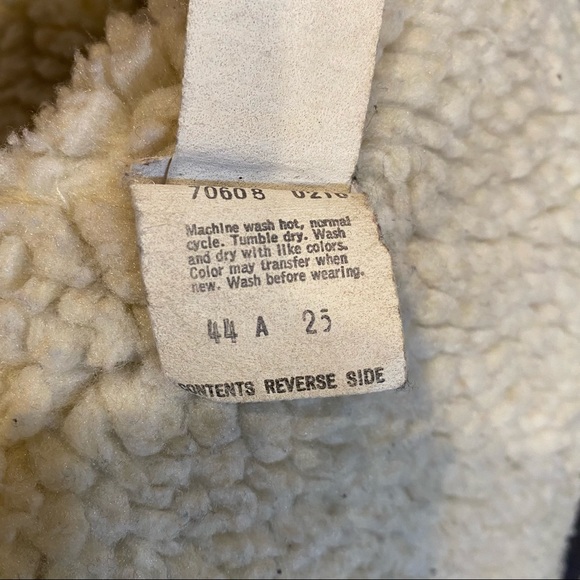 70608 0216
Machine wash hot, normal
cycle. Tumble dry. Wash
and dry with like colors.
Color may transfer when
new. Wash before wearing.
44 A 25
CONTENTS REVERSE SIDE